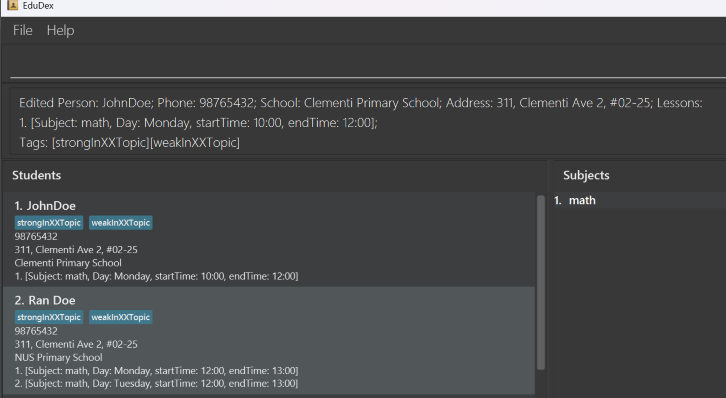 EduDex
File Help
Edited Person: JohnDoe; Phone: 98765432; School: Clementi Primary School; Address: 311, Clementi Ave 2, #02-25; Lessons:
1. [Subject: math, Day: Monday, startTime: 10:00, endTime: 12:00];
Tags: [strongInXXTopic][weakInXXTopic]
Students
Subjects
1. JohnDoe
strongInXXTopic weakInXXTopic
98765432
311, Clementi Ave 2, #02-25
Clementi Primary School
1. [Subject: math, Day: Monday, startTime: 10:00, endTime: 12:00]
2. Ran Doe
strongInXXTopic weakInXXTopic
98765432
311, Clementi Ave 2, #02-25
NUS Primary School
1. [Subject: math, Day: Monday, startTime: 12:00, endTime: 13:00]
2. [Subject: math, Day: Tuesday, startTime: 12:00, endTime: 13:00]
1. math